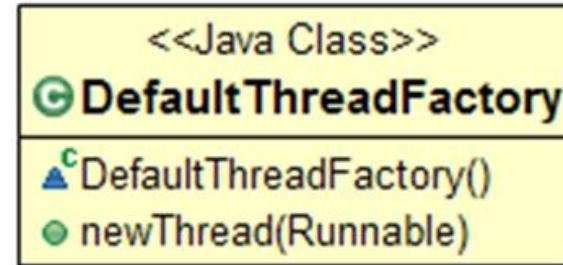 <<Java Class>>
C DefaultThreadFactory
C DefaultThreadFactory()
newThread(Runnable)